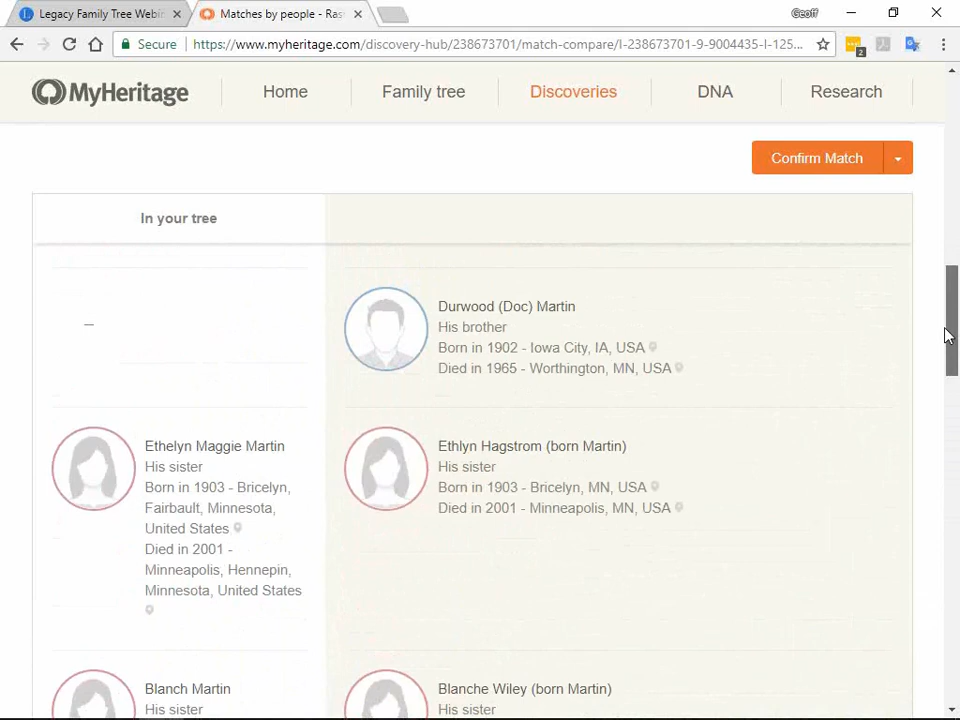 Legacy Family Tree Webin
Matches by people - Ras
Geoff
Secure
https://www.myheritage.com/discovery-hub/238673701/match-compare/I-238673701-9-9004435-I-125...
2
MyHeritage
Home
Family tree
Discoveries
DNA
Research
Confirm Match
In your tree
–
Durwood (Doc) Martin
His brother
Born in 1902 - Iowa City, IA, USA
Died in 1965 - Worthington, MN, USA
Ethelyn Maggie Martin
His sister
Born in 1903 - Bricelyn,
Fairbault, Minnesota,
United States
Died in 2001 -
Minneapolis, Hennepin,
Minnesota, United States
Ethlyn Hagstrom (born Martin)
His sister
Born in 1903 - Bricelyn, MN, USA
Died in 2001 - Minneapolis, MN, USA
Blanch Martin
His sister
Blanche Wiley (born Martin)
His sister